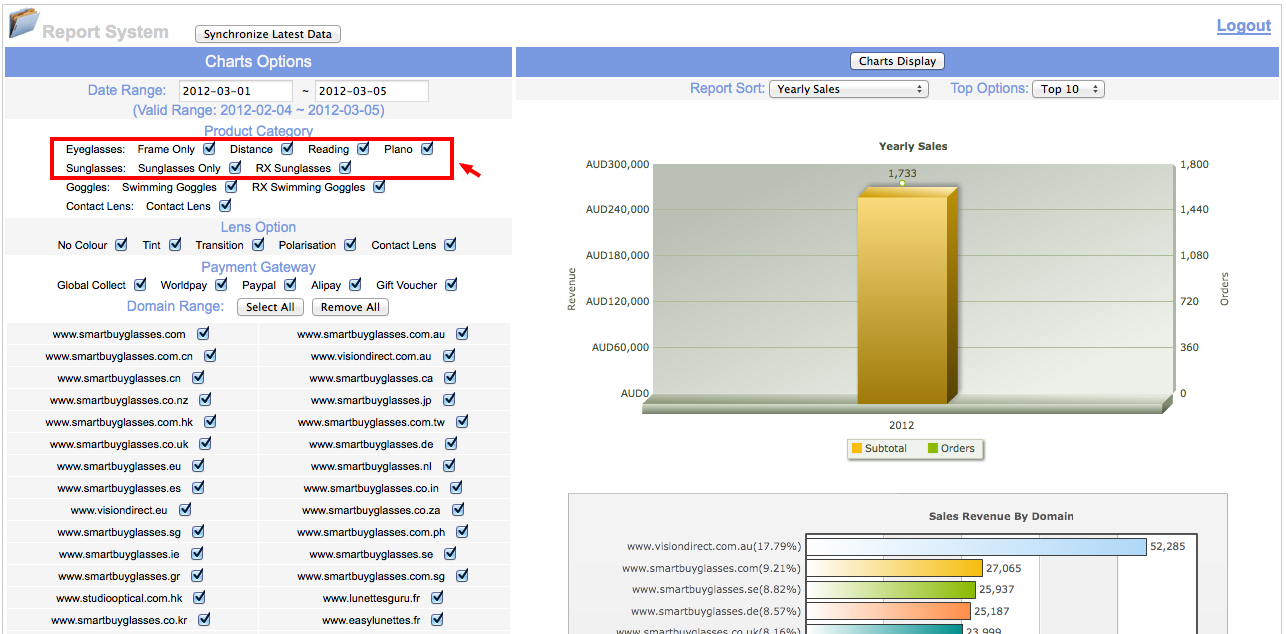 Report System
Synchronize Latest Data
Logout
Charts Options
Date Range: 2012-03-01 ~ 2012-03-05
(Valid Range: 2012-02-04 ~ 2012-03-05)
Product Category
Eyeglasses: Frame Only Distance Reading Plano
Sunglasses: Sunglasses Only RX Sunglasses
Goggles: Swimming Goggles RX Swimming Goggles
Contact Lens: Contact Lens
Lens Option
No Colour Tint Transition Polarisation Contact Lens
Payment Gateway
Global Collect Worldpay Paypal Alipay Gift Voucher
Domain Range: Select All Remove All
www.smartbuyglasses.com www.smartbuyglasses.com.au
www.smartbuyglasses.com.cn www.visiondirect.com.au
www.smartbuyglasses.cn www.smartbuyglasses.ca
www.smartbuyglasses.co.nz www.smartbuyglasses.jp
www.smartbuyglasses.com.hk www.smartbuyglasses.com.tw
www.smartbuyglasses.co.uk www.smartbuyglasses.de
www.smartbuyglasses.eu www.smartbuyglasses.nl
www.smartbuyglasses.es www.smartbuyglasses.co.in
www.visiondirect.eu www.smartbuyglasses.co.za
www.smartbuyglasses.sg www.smartbuyglasses.com.ph
www.smartbuyglasses.ie www.smartbuyglasses.se
www.smartbuyglasses.gr www.smartbuyglasses.com.sg
www.studiooptical.com.hk www.lunettesguru.fr
www.smartbuyglasses.co.kr www.easylunettes.fr
Charts Display
Report Sort: Yearly Sales Top Options: Top 10
Yearly Sales
AUD300,000 1,800
1,733
AUD240,000 1,440
AUD180,000 1,080
Revenue
Orders
AUD120,000 720
AUD60,000 360
AUD0 0
2012
Subtotal Orders
Sales Revenue By Domain
www.visiondirect.com.au(17.79%) 52,285
www.smartbuyglasses.com(9.21%) 27,065
www.smartbuyglasses.se(8.82%) 25,937
www.smartbuyglasses.de(8.57%) 25,187
www.smartbuyglasses.co.uk(8.16%) 23,999